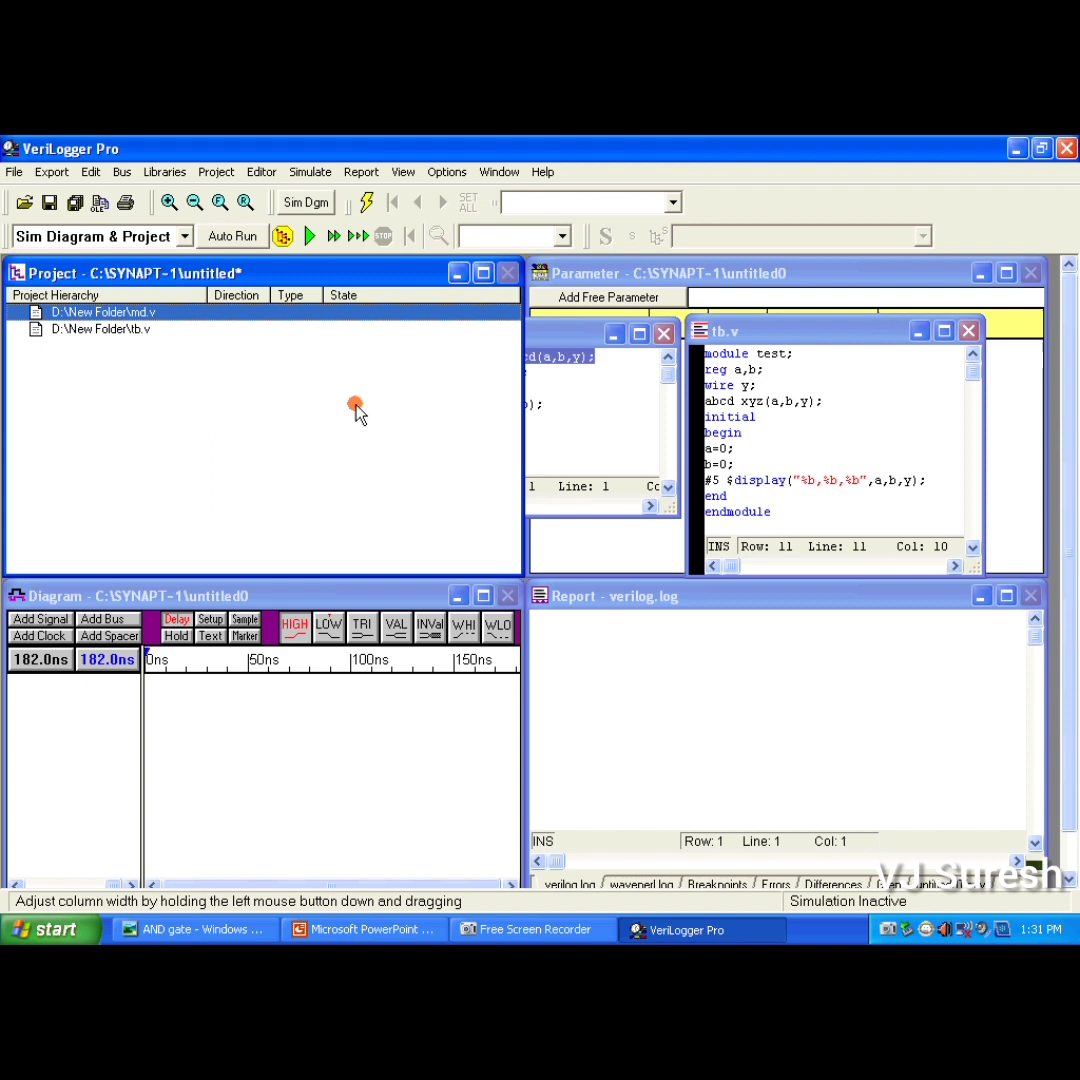 VeriLogger Pro
File Export Edit Bus Libraries Project Editor Simulate Report View Options Window Help
OLE Sim Dgm SET ALL
Sim Diagram & Project Auto Run STOP
Project - C:\SYNAPT-1\untitled*
Project Hierarchy Direction Type State
D:\New Folder\md.v
D:\New Folder\tb.v
Parameter - C:\SYNAPT-1\untitled0
Add Free Parameter
cd(a,b,y);
;
);
1 Line: 1
tb.v
module test;
reg a,b;
wire y;
abcd xyz(a,b,y);
initial
begin
a=0;
b=0;
#5 $display("%b,%b,%b",a,b,y);
end
endmodule
INS Row: 11 Line: 11 Col: 10
Diagram - C:\SYNAPT-1\untitled0
Add Signal Add Bus Delay Setup Sample HIGH LOW TRI VAL INVal WHI WLO
Add Clock Add Spacer Hold Text Marker
182.0ns 182.0ns 0ns 50ns 100ns 150ns
Report - verilog.log
INS Row: 1 Line: 1 Col: 1
verilog.log waveperl.log Breakpoints Errors Differences
VJ Suresh
Adjust column width by holding the left mouse button down and dragging Simulation Inactive
start AND gate - Windows ... Microsoft PowerPoint ... Free Screen Recorder VeriLogger Pro 1:31 PM